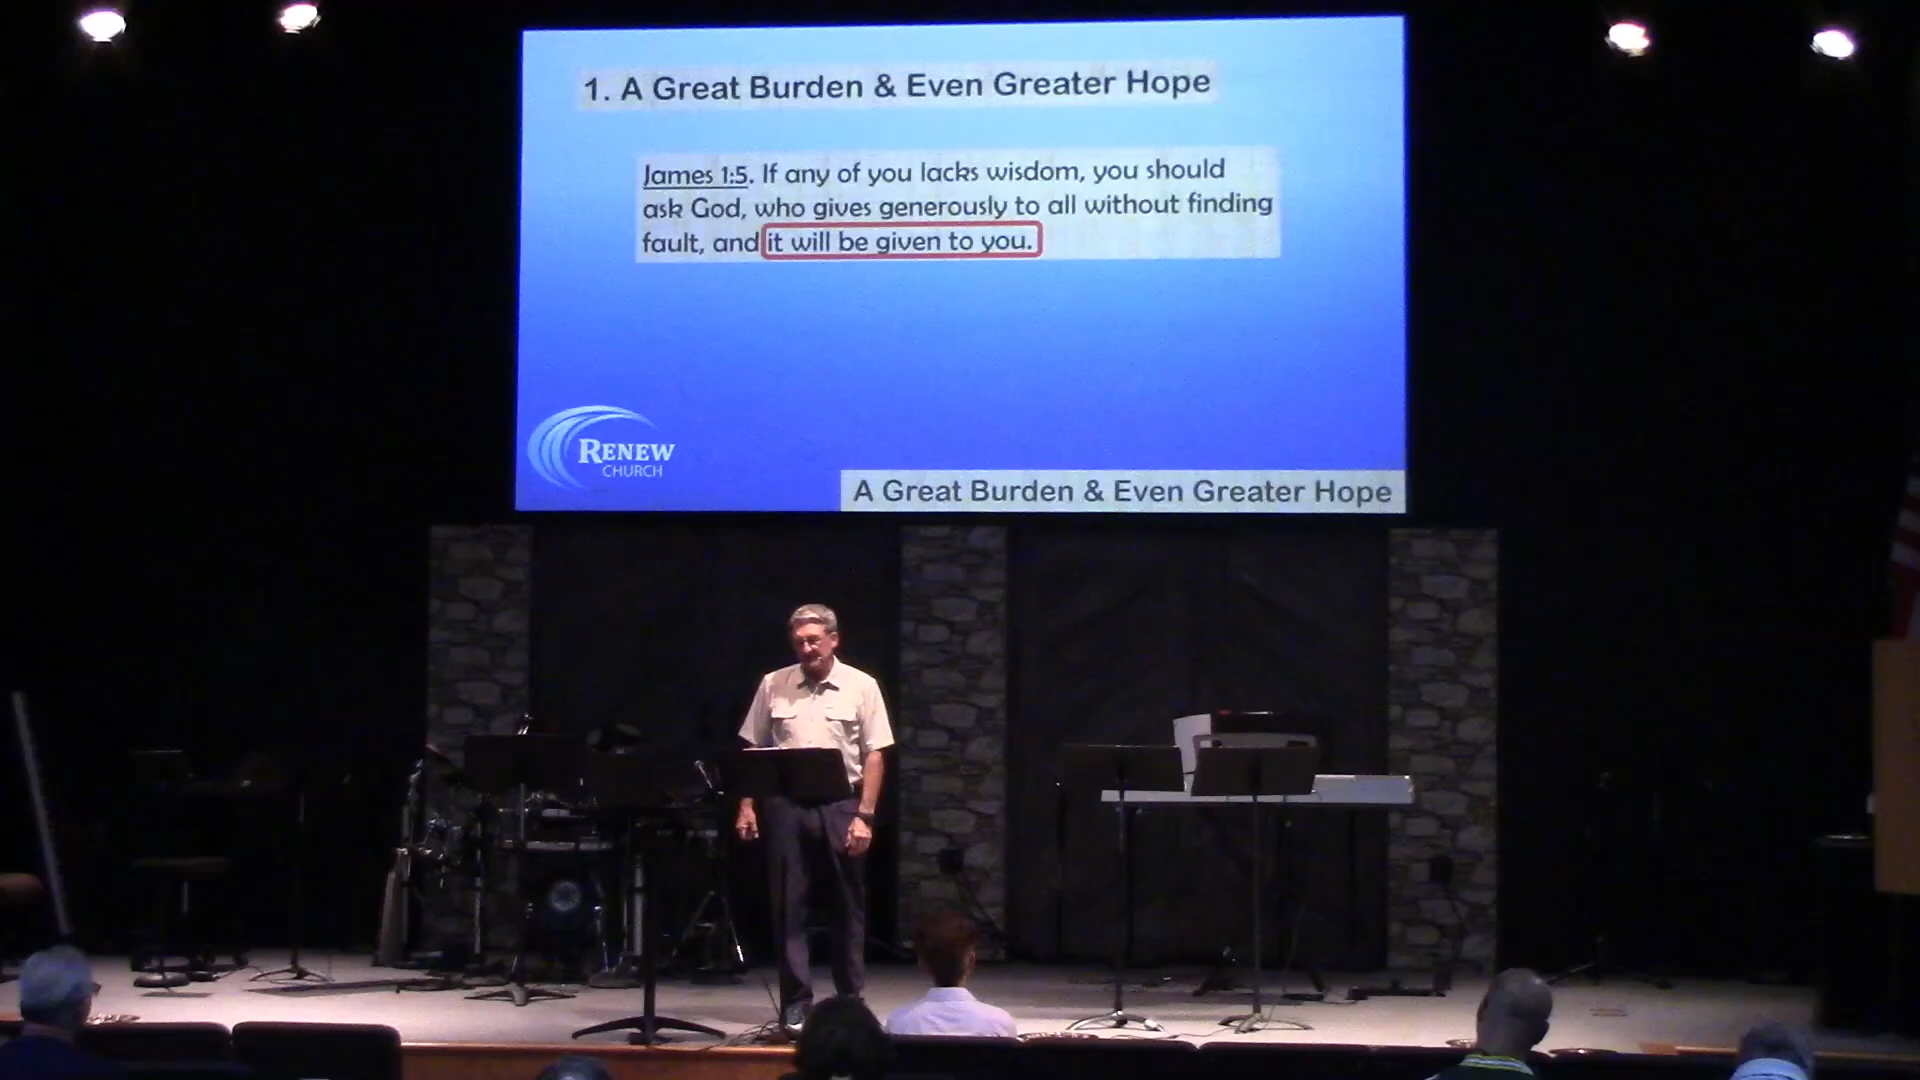 1. A Great Burden & Even Greater Hope
James 1:5. If any of you lacks wisdom, you should
ask God, who gives generously to all without finding
fault, and it will be given to you.
RENEW
CHURCH
A Great Burden & Even Greater Hope